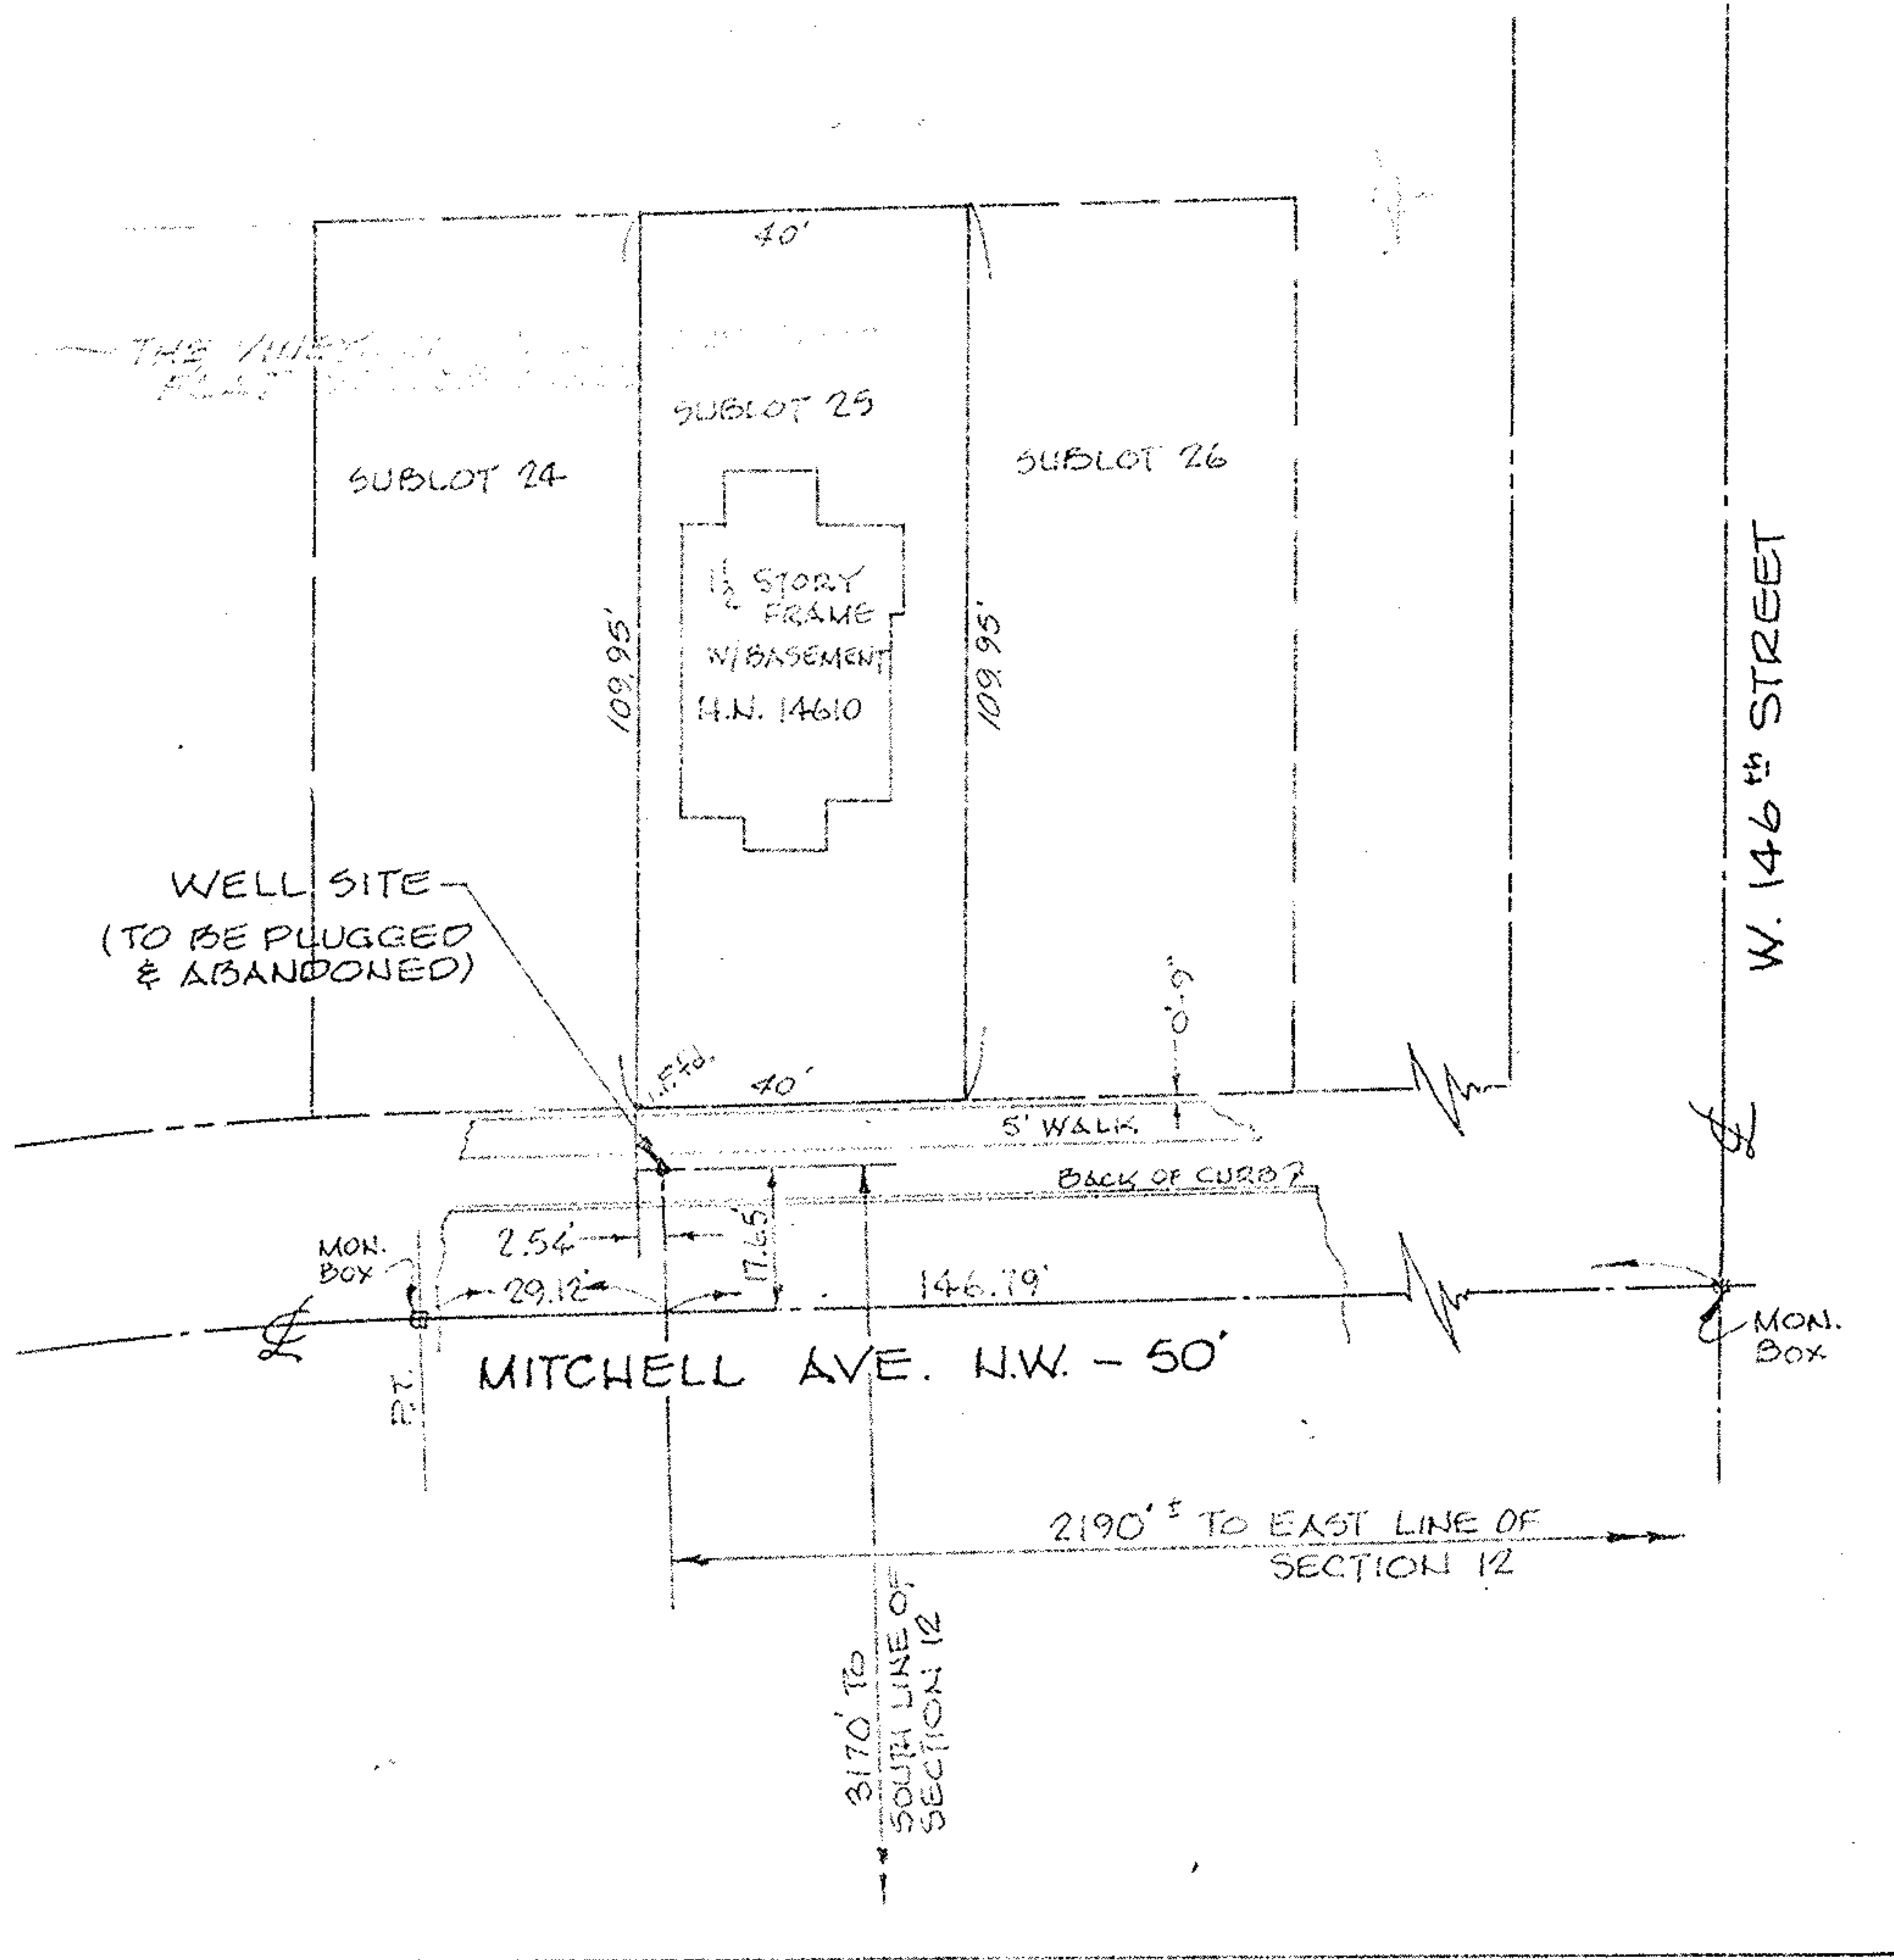 40'
THE
SUBLOT 25
SUBLOT 24
SUBLOT 26
1½ STORY
FRAME
W/BASEMENT
H.N. 14610
109.95'
109.95'
W. 146th STREET
WELL SITE
(TO BE PLUGGED
& ABANDONED)
0'-9"
I.P. fd.
40'
5' WALK
BACK OF CURB
2.54'
17.65'
MON.
BOX
29.12'
146.79'
MON.
BOX
MITCHELL AVE. N.W. - 50'
P.T.
2190' ± TO EAST LINE OF
SECTION 12
3170' TO
SOUTH LINE OF
SECTION 12